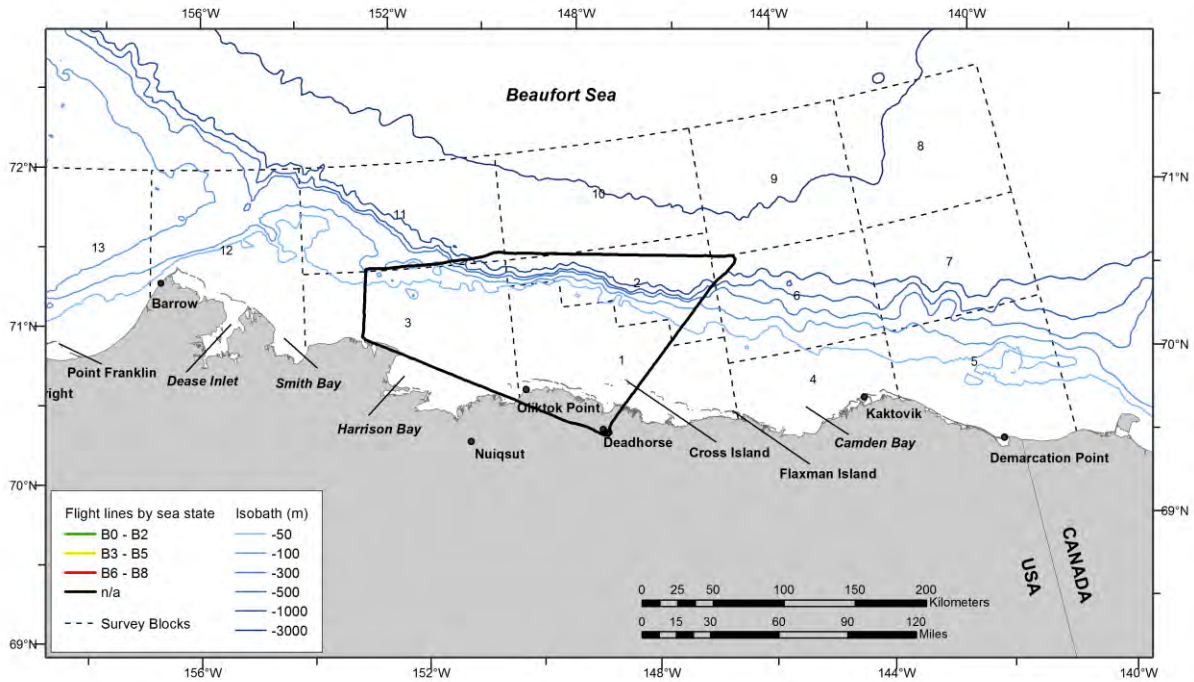 156°W 152°W 148°W 144°W 140°W
Beaufort Sea
72°N
71°N
8
9
10
11
13
12
7
2
6
Barrow
71°N
3
70°N
1
5
4
Point Franklin
Dease Inlet
Smith Bay
right
Harrison Bay
Oliktok Point
Kaktovik
Nuiqsut
Deadhorse
Cross Island
Camden Bay
Flaxman Island
Demarcation Point
70°N
69°N
Flight lines by sea state
B0 - B2
B3 - B5
B6 - B8
n/a
Survey Blocks
Isobath (m)
-50
-100
-300
-500
-1000
-3000
USA
CANADA
0 25 50 100 150 200
Kilometers
0 15 30 60 90 120
Miles
69°N
156°W 152°W 148°W 144°W 140°W